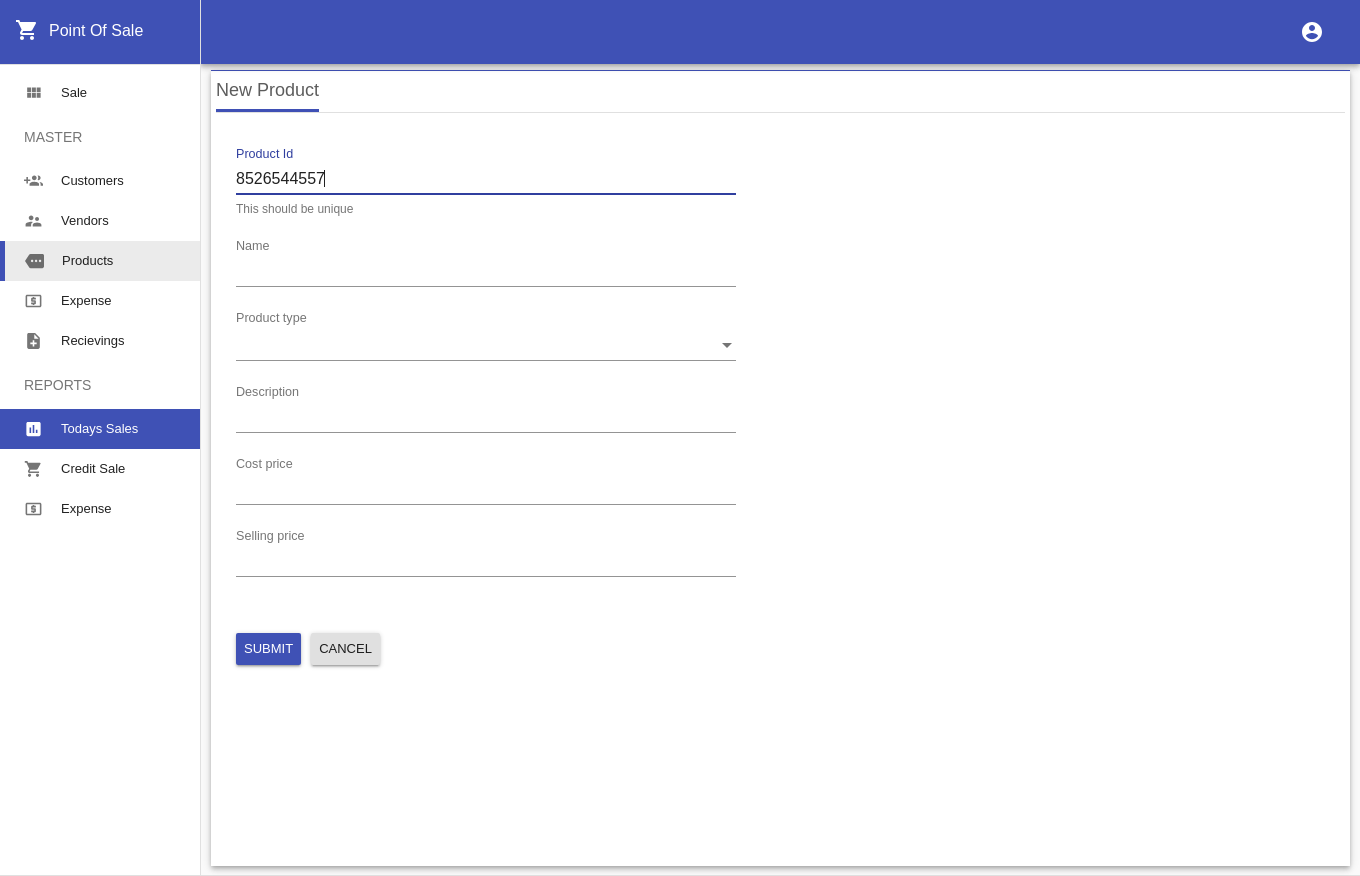 Point Of Sale
Sale
MASTER
Customers
Vendors
Products
Expense
Recievings
REPORTS
Todays Sales
Credit Sale
Expense
New Product
Product Id
8526544557
This should be unique
Name
Product type
Description
Cost price
Selling price
SUBMIT CANCEL